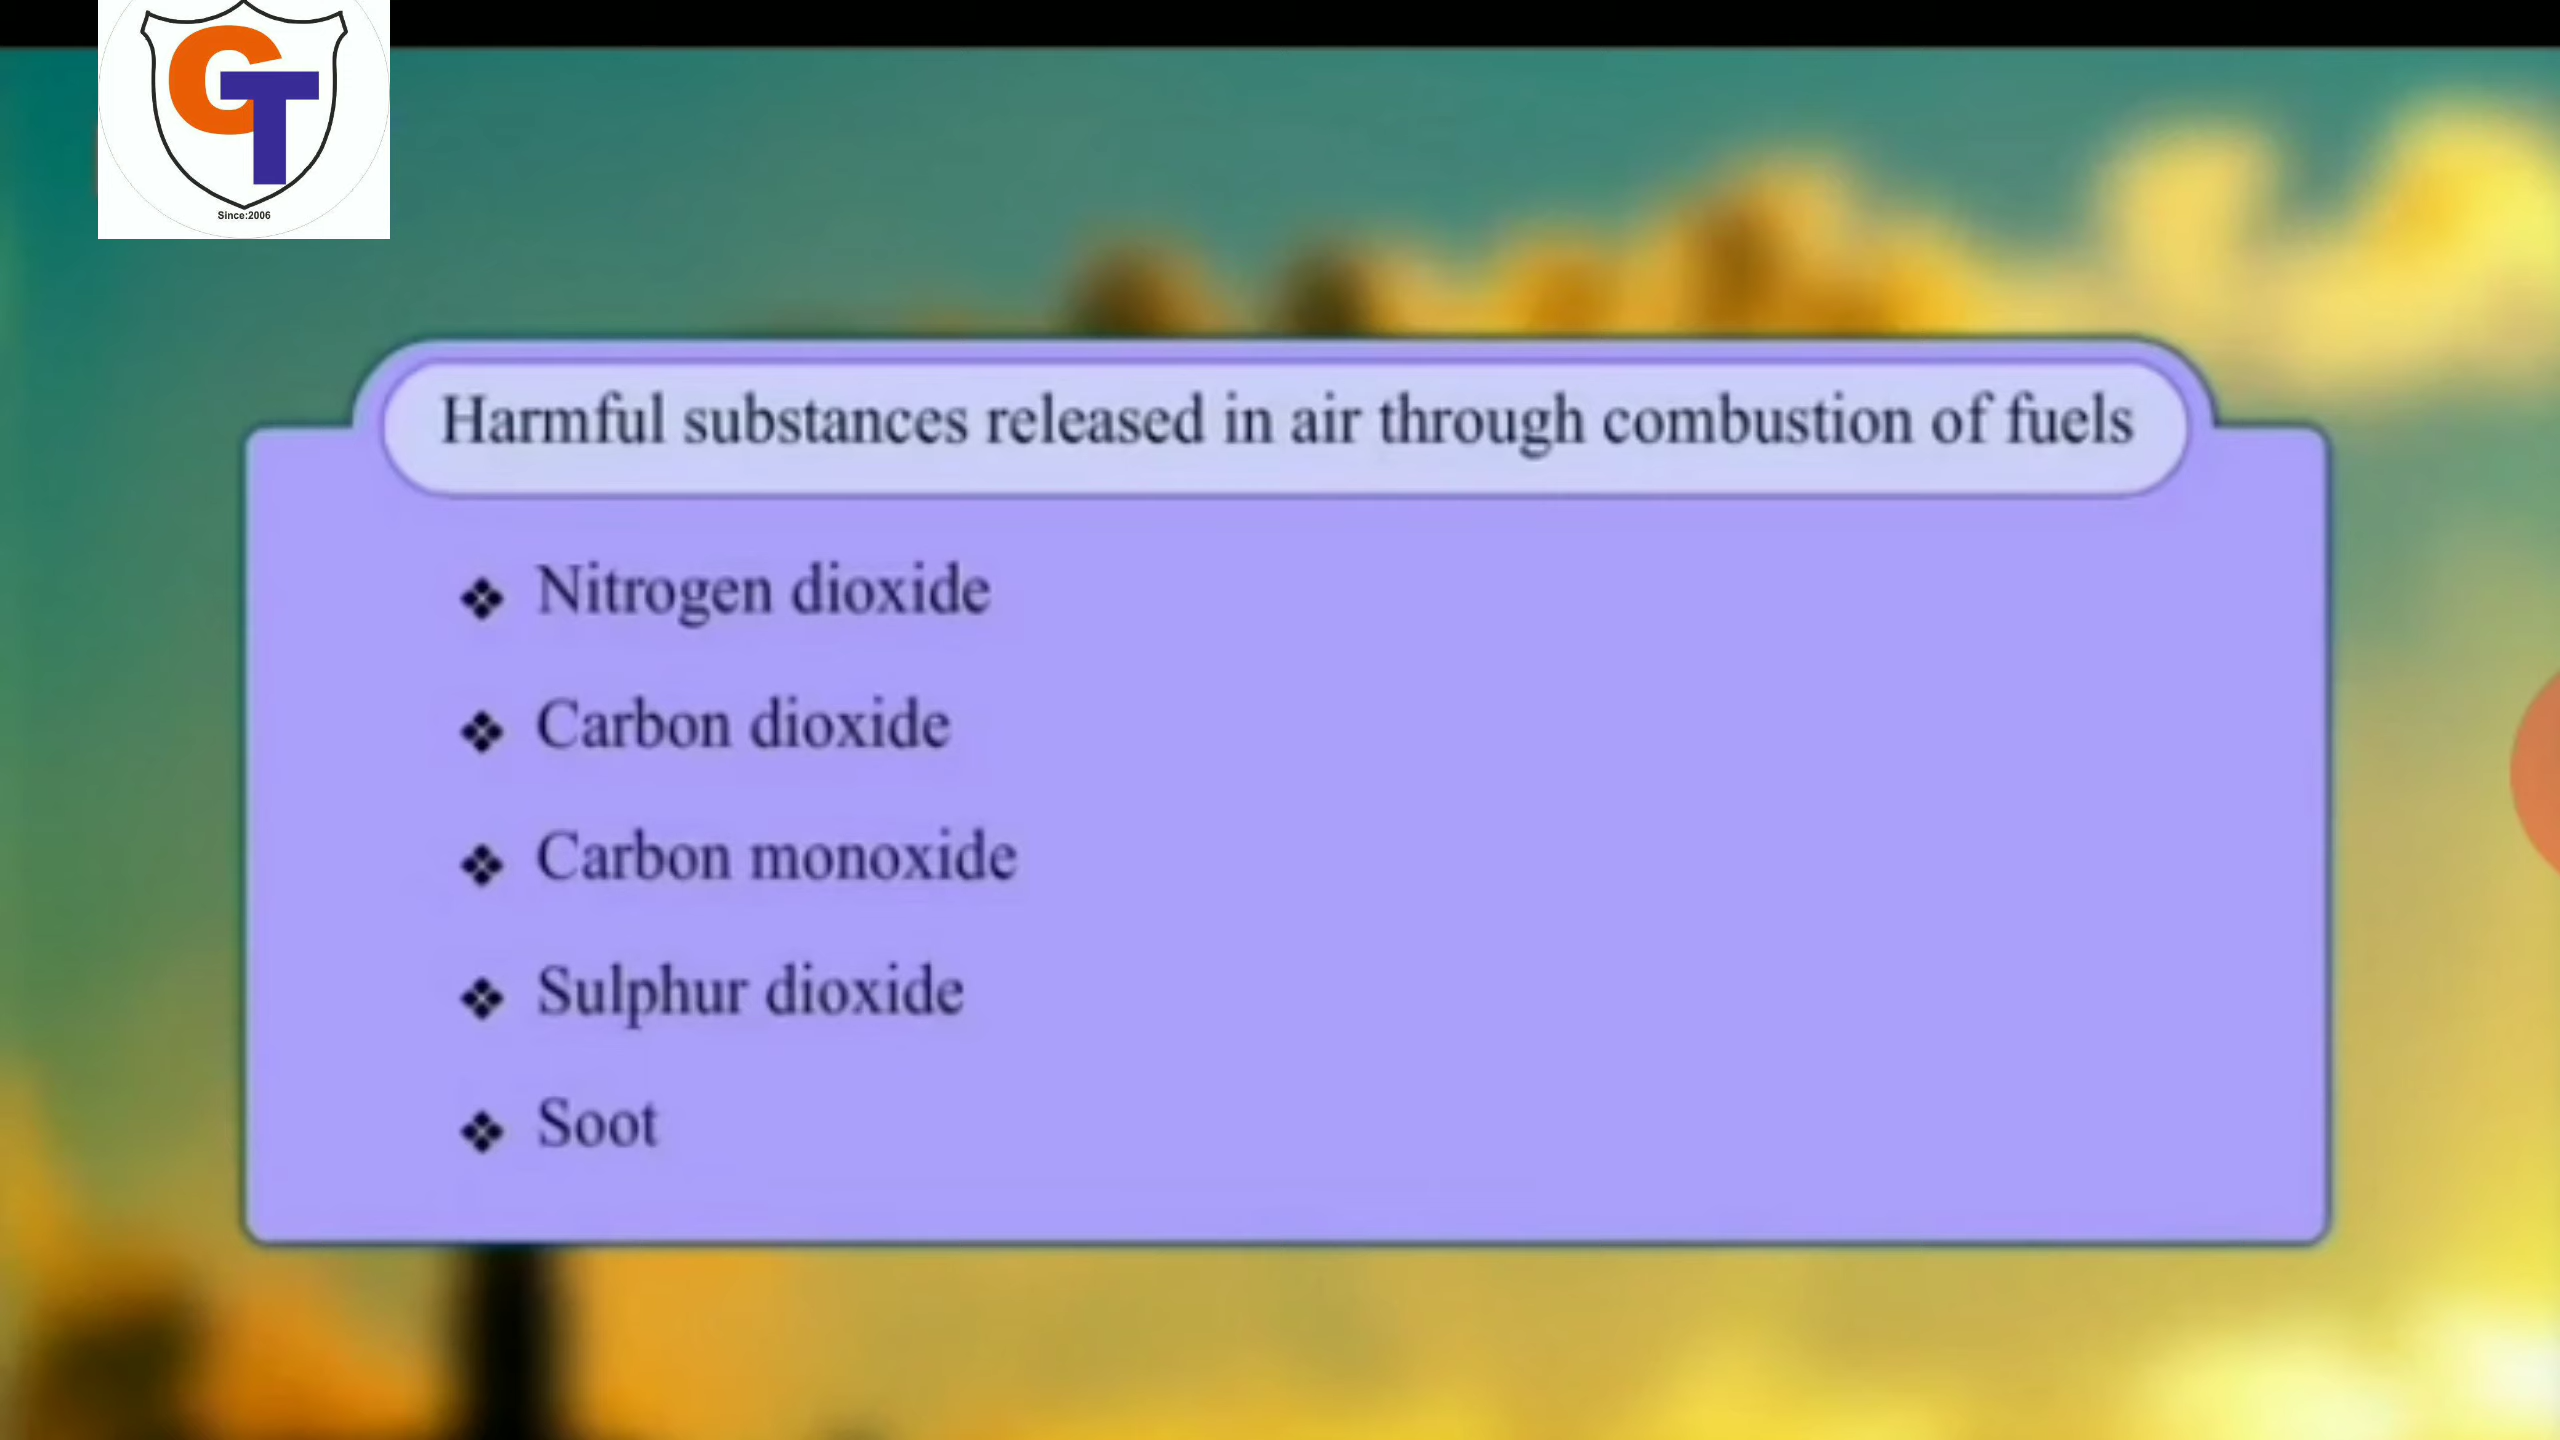 GT
Since:2006
Harmful substances released in air through combustion of fuels
❖ Nitrogen dioxide
❖ Carbon dioxide
❖ Carbon monoxide
❖ Sulphur dioxide
❖ Soot